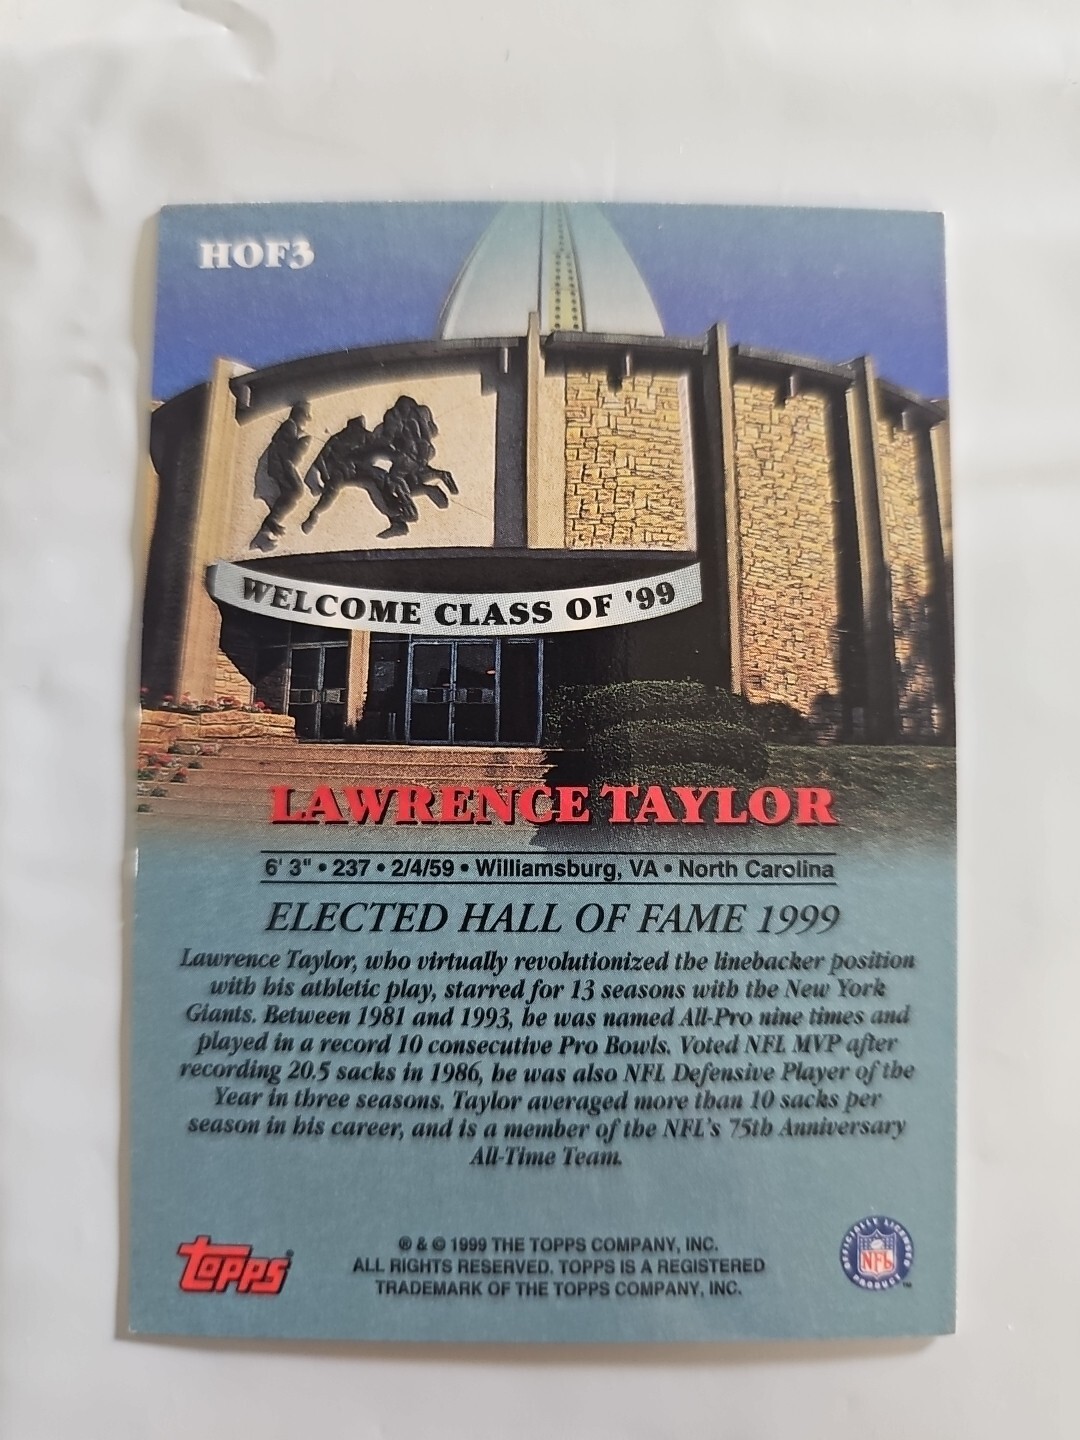 HOF3
WELCOME CLASS OF '99
LAWRENCE TAYLOR
6' 3" • 237 • 2/4/59 • Williamsburg, VA • North Carolina
ELECTED HALL OF FAME 1999
Lawrence Taylor, who virtually revolutionized the linebacker position
with his athletic play, starred for 13 seasons with the New York
Giants. Between 1981 and 1993, he was named All-Pro nine times and
played in a record 10 consecutive Pro Bowls. Voted NFL MVP after
recording 20.5 sacks in 1986, he was also NFL Defensive Player of the
Year in three seasons. Taylor averaged more than 10 sacks per
season in his career, and is a member of the NFL's 75th Anniversary
All-Time Team.
TOPPS®
® & © 1999 THE TOPPS COMPANY, INC.
ALL RIGHTS RESERVED. TOPPS IS A REGISTERED
TRADEMARK OF THE TOPPS COMPANY, INC.
OFFICIALLY LICENSED
NFL
PRODUCT™